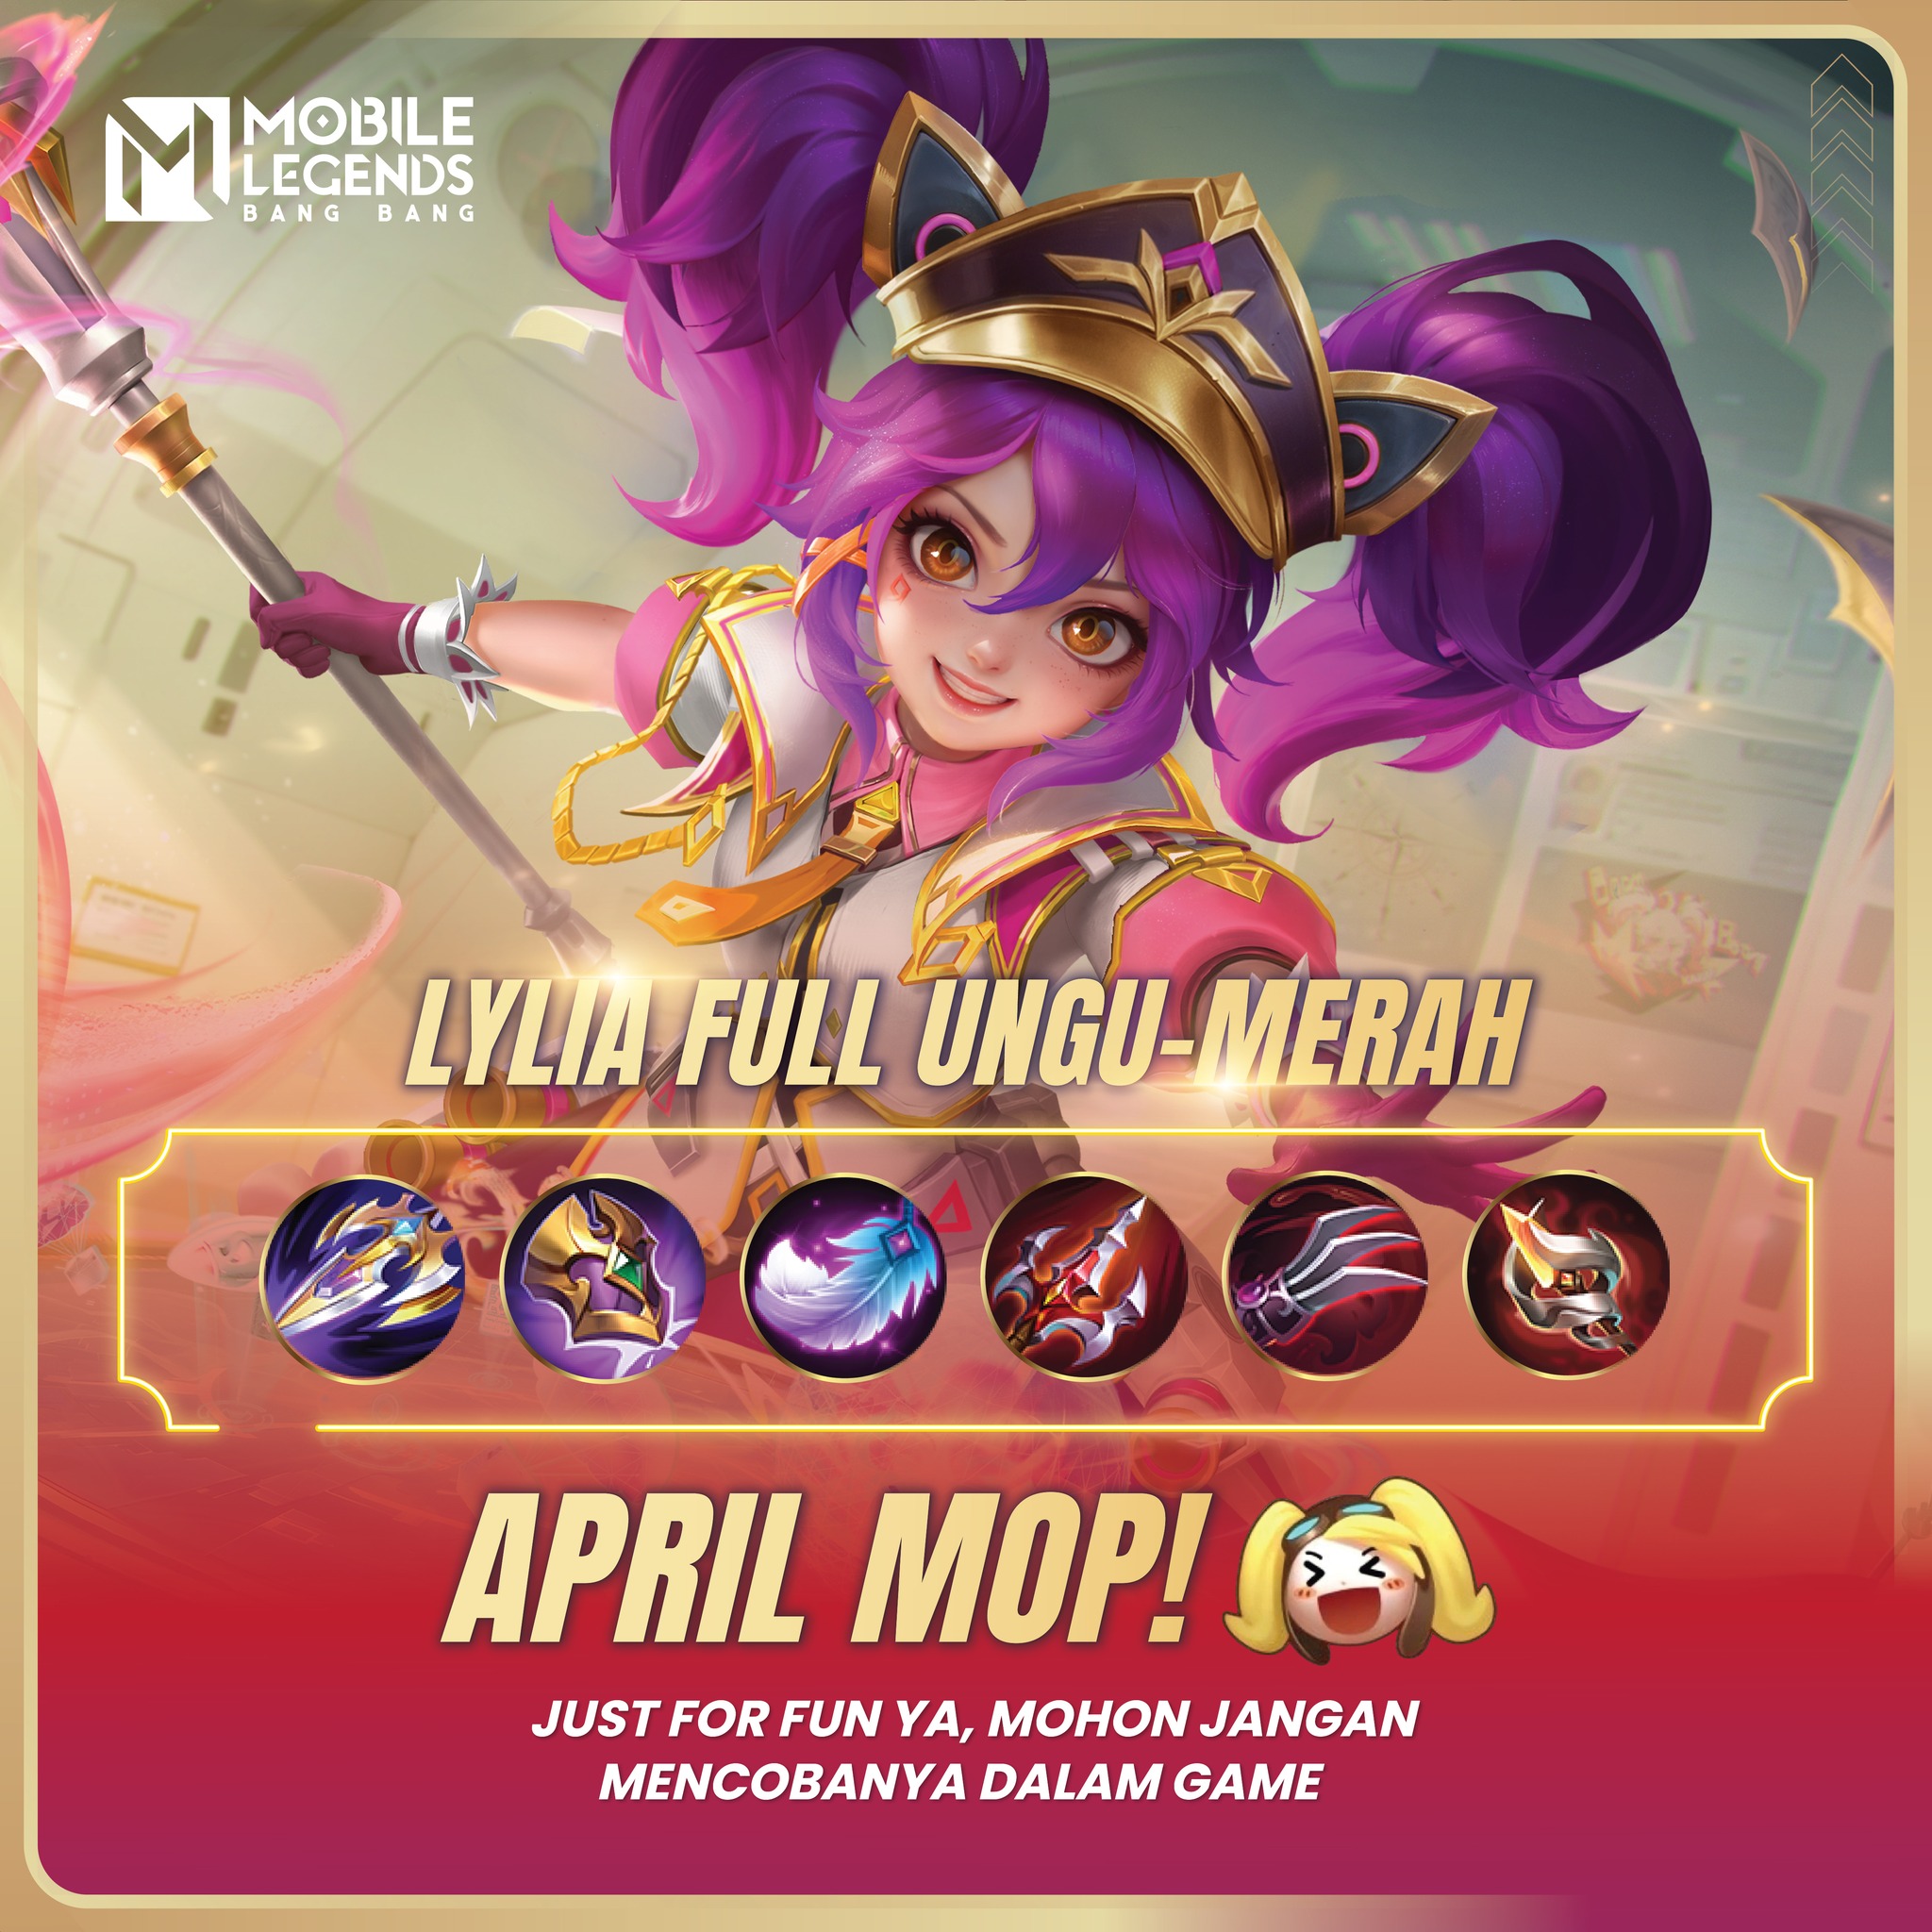 MOBILE
LEGENDS
BANG BANG
LYLIA FULL UNGU-MERAH
APRIL MOP!
JUST FOR FUN YA, MOHON JANGAN
MENCOBANYA DALAM GAME